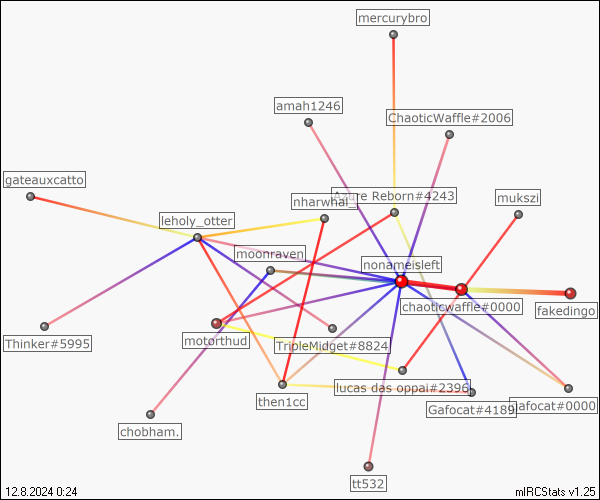 mercurybro
amah1246
ChaoticWaffle#2006
gateauxcatto
Reborn#4243
nharwhal_
mukszi
leholy_otter
moonraven
nonameisleft
chaoticwaffle#0000
fakedingo
Thinker#5995
motorthud
TripleMidget#8824
lucas das oppai#2396
then1cc
Gafocat#4189
gafocat#0000
chobham.
tt532
12.8.2024 0:24
mIRCStats v1.25